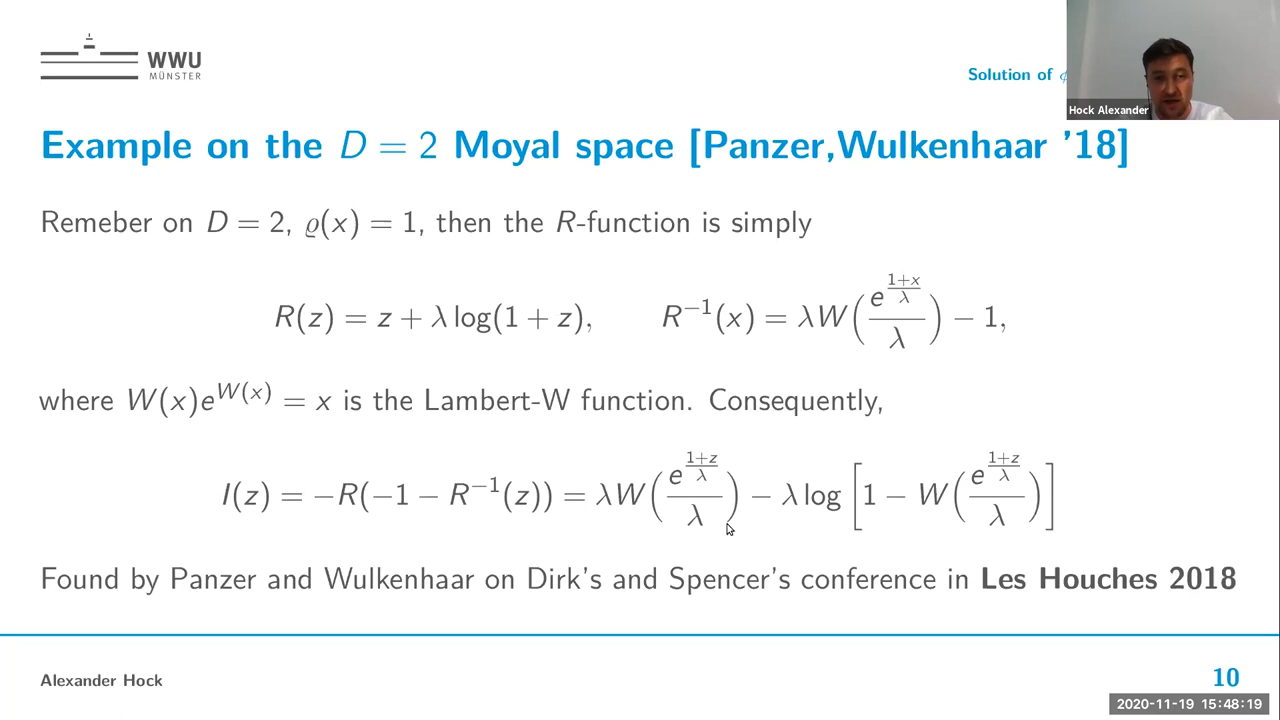 WWU
MÜNSTER
Solution of ϕ
Hock Alexander
Example on the D = 2 Moyal space [Panzer,Wulkenhaar ’18]
Remeber on D = 2, ϱ(x) = 1, then the R-function is simply
R(z) = z + λ log(1 + z), R⁻¹(x) = λW(e^{\frac{1+x}{λ}}/λ) − 1,
where W(x)e^{W(x)} = x is the Lambert-W function. Consequently,
I(z) = −R(−1 − R⁻¹(z)) = λW(e^{\frac{1+z}{λ}}/λ) − λ log[1 − W(e^{\frac{1+z}{λ}}/λ)]
Found by Panzer and Wulkenhaar on Dirk’s and Spencer’s conference in Les Houches 2018
Alexander Hock
10
2020-11-19 15:48:19